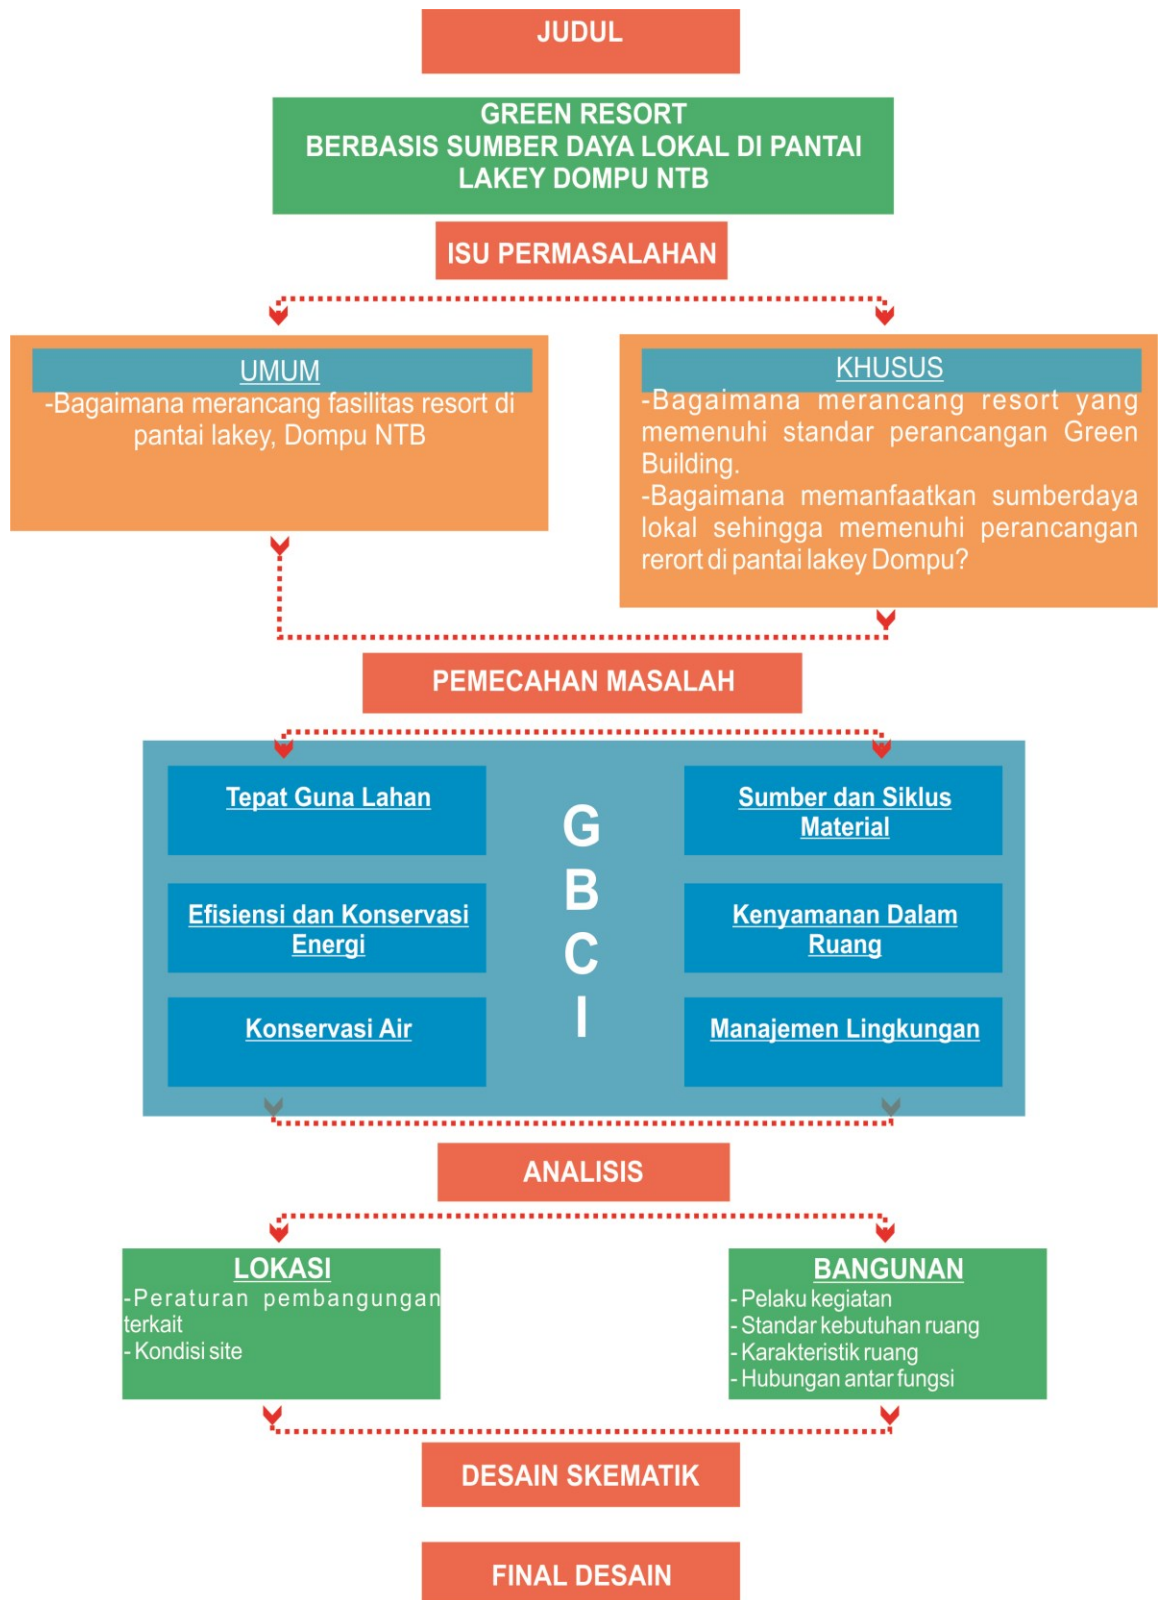 JUDUL
GREEN RESORT
BERBASIS SUMBER DAYA LOKAL DI PANTAI
LAKEY DOMPU NTB
ISU PERMASALAHAN
UMUM
-Bagaimana merancang fasilitas resort di
pantai lakey, Dompu NTB
KHUSUS
-Bagaimana merancang resort yang
memenuhi standar perancangan Green
Building.
-Bagaimana memanfaatkan sumberdaya
lokal sehingga memenuhi perancangan
rerort di pantai lakey Dompu?
PEMECAHAN MASALAH
Tepat Guna Lahan
Efisiensi dan Konservasi
Energi
Konservasi Air
G
B
C
I
Sumber dan Siklus
Material
Kenyamanan Dalam
Ruang
Manajemen Lingkungan
ANALISIS
LOKASI
-Peraturan pembangungan
terkait
- Kondisi site
BANGUNAN
- Pelaku kegiatan
- Standar kebutuhan ruang
- Karakteristik ruang
- Hubungan antar fungsi
DESAIN SKEMATIK
FINAL DESAIN